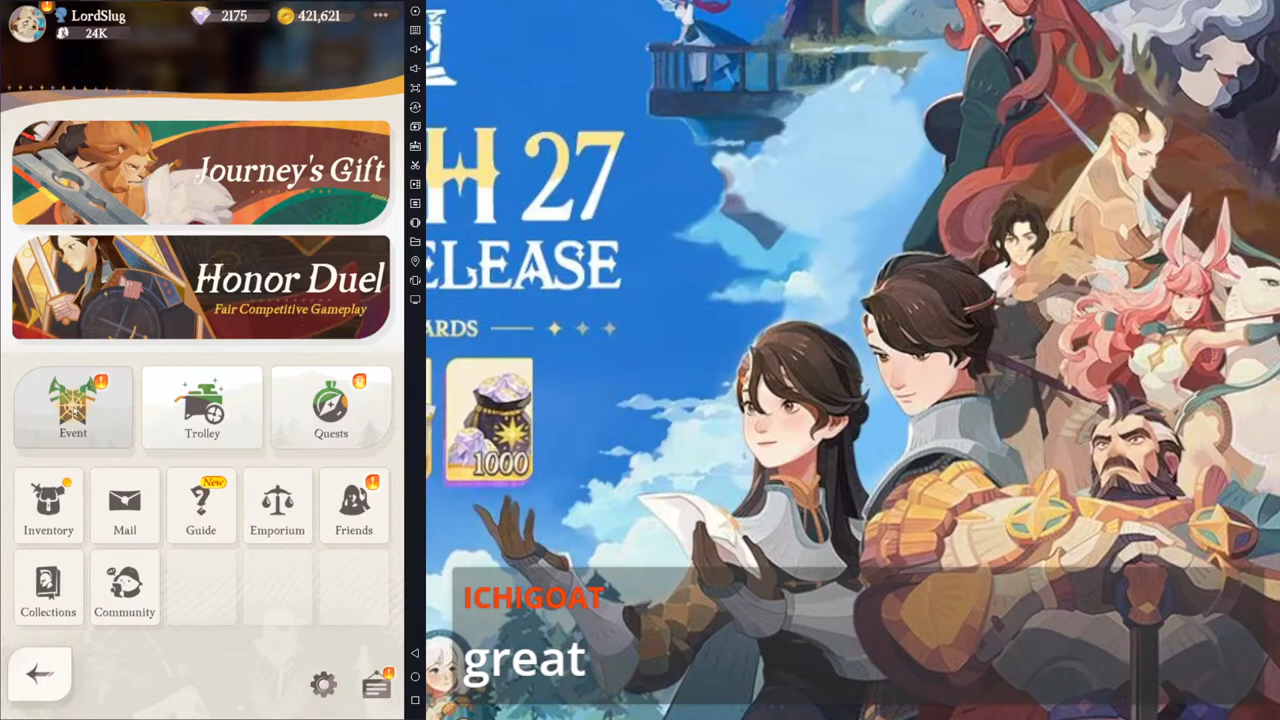 LordSlug
24K
2175
421,621
Journey's Gift
Honor Duel
Fair Competitive Gameplay
Event
Trolley
Quests
Inventory
Mail
New
Guide
Emporium
Friends
Collections
Community
H 27
ELEASE
ARDS
1000
ICHIGOAT
great